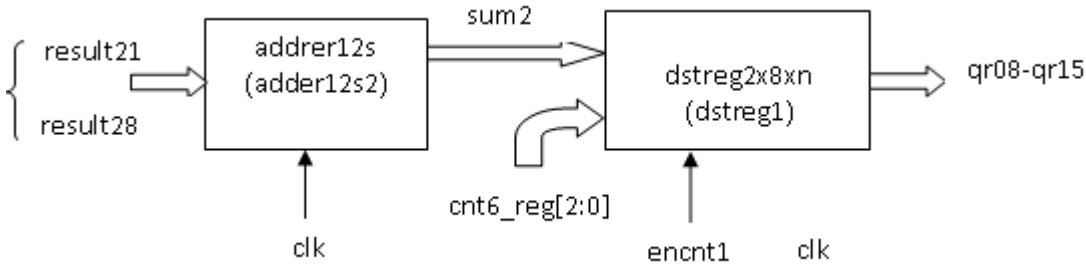 sum2
result21
addrer12s
(adder12s2)
result28
dstreg2x8xn
(dstreg1)
qr08-qr15
cnt6_reg[2:0]
clk
encnt1
clk